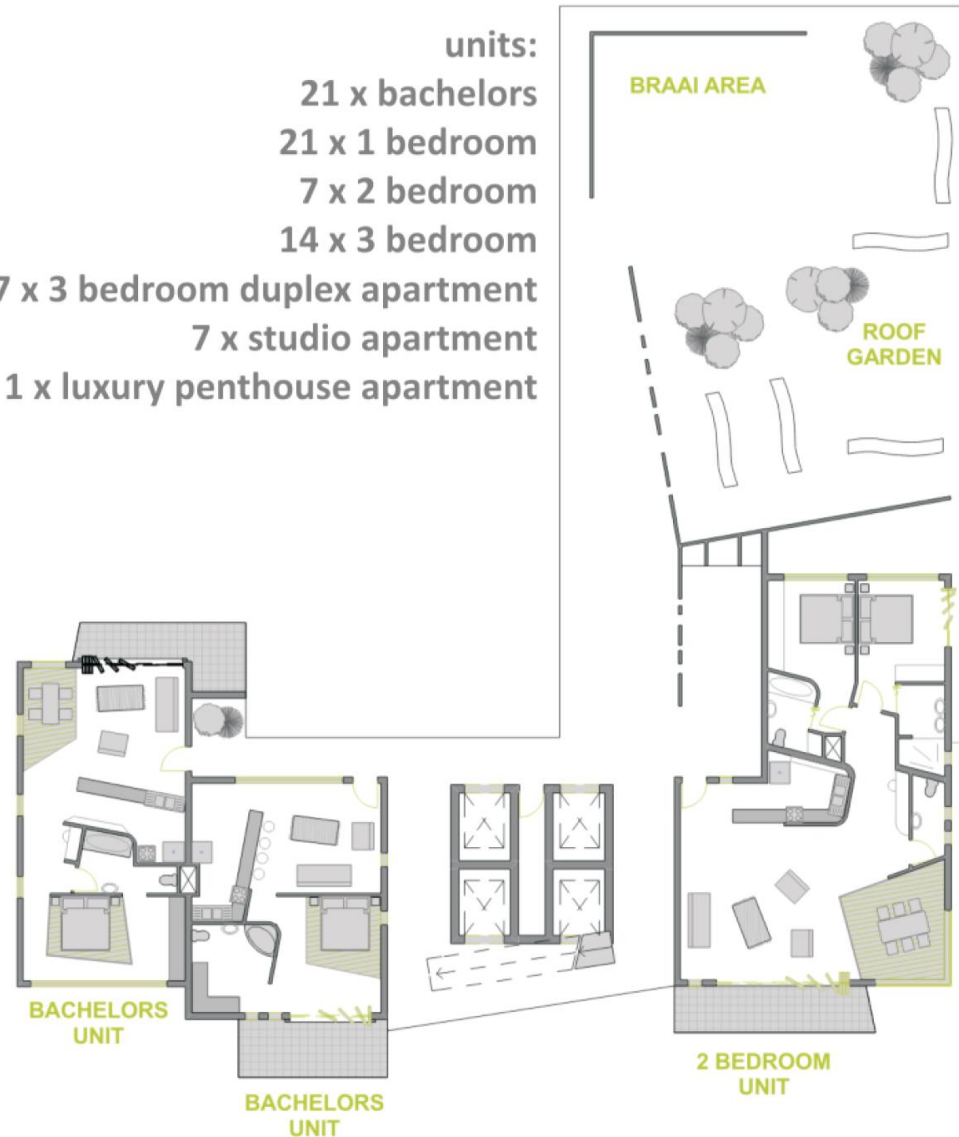 units:
21 x bachelors
21 x 1 bedroom
7 x 2 bedroom
14 x 3 bedroom
7 x 3 bedroom duplex apartment
7 x studio apartment
1 x luxury penthouse apartment
BRAAI AREA
ROOF
GARDEN
BACHELORS
UNIT
BACHELORS
UNIT
2 BEDROOM
UNIT